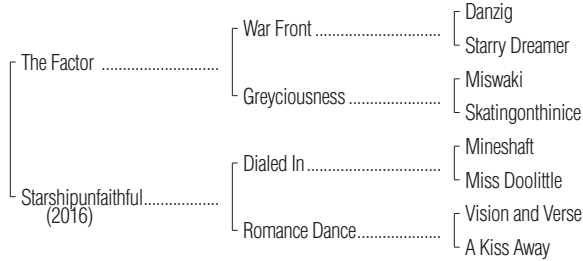 Danzig
War Front
Starry Dreamer
The Factor
Miswaki
Greyciousness
Skatingonthinice
Mineshaft
Dialed In
Miss Doolittle
Starshipunfaithful
(2016)
Vision and Verse
Romance Dance
A Kiss Away